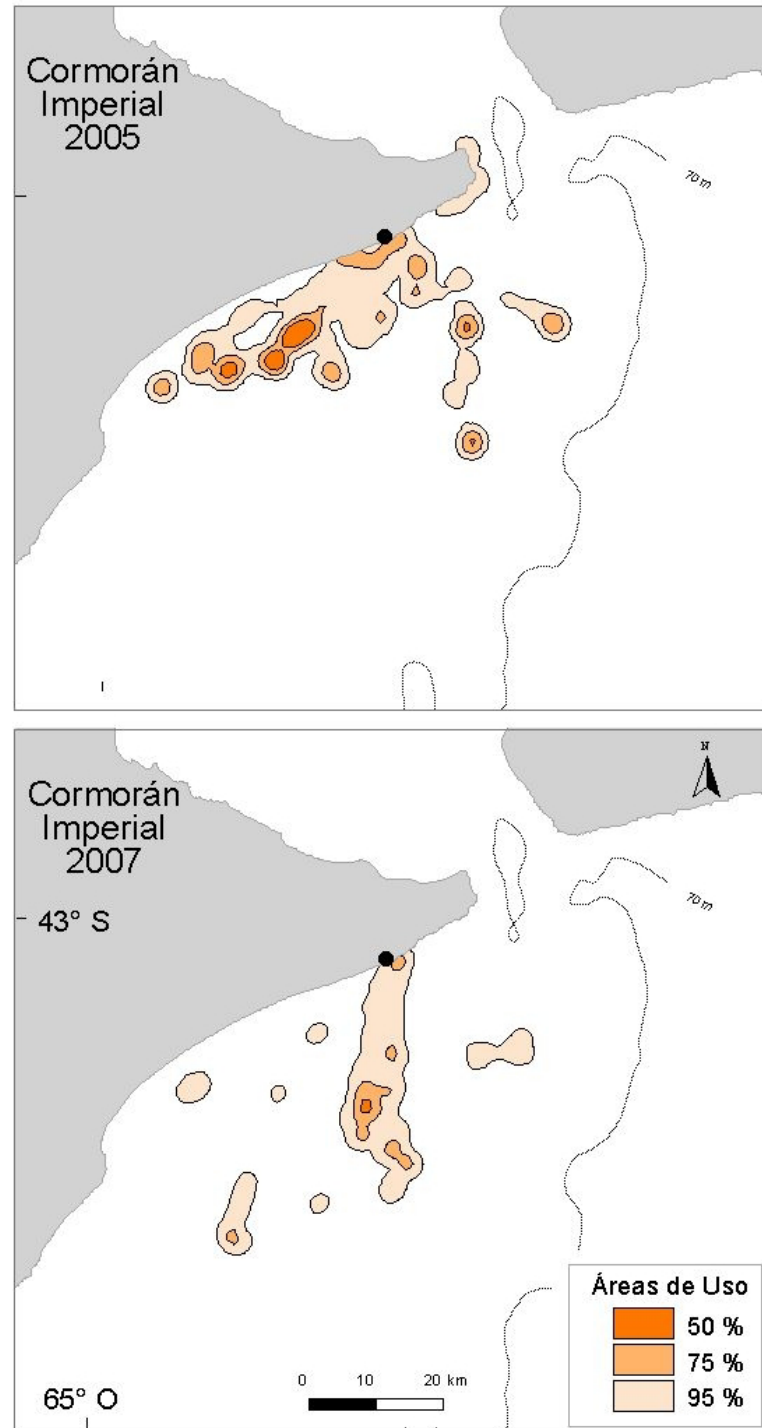 Cormorán
Imperial
2005
70 m
N
Cormorán
Imperial
2007
43° S
70 m
Áreas de Uso
50 %
75 %
95 %
0 10 20 km
65° O